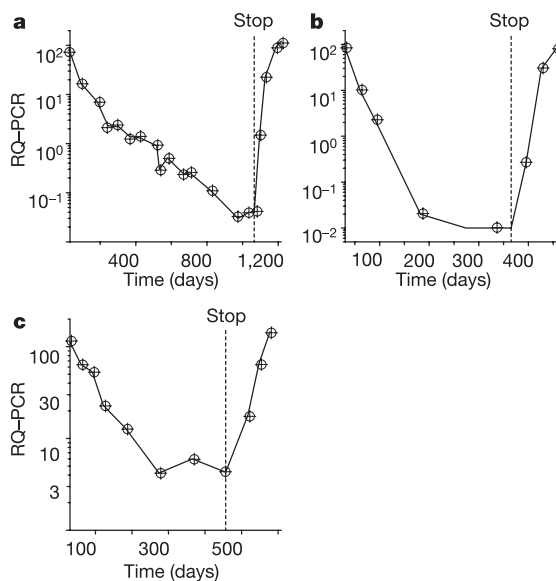 a
Stop
RQ–PCR
10²
10¹
10⁰
10⁻¹
400 800 1,200
Time (days)
b
Stop
10²
10¹
10⁰
10⁻¹
10⁻²
100 200 300 400
Time (days)
c
Stop
RQ–PCR
100
30
10
3
100 300 500
Time (days)